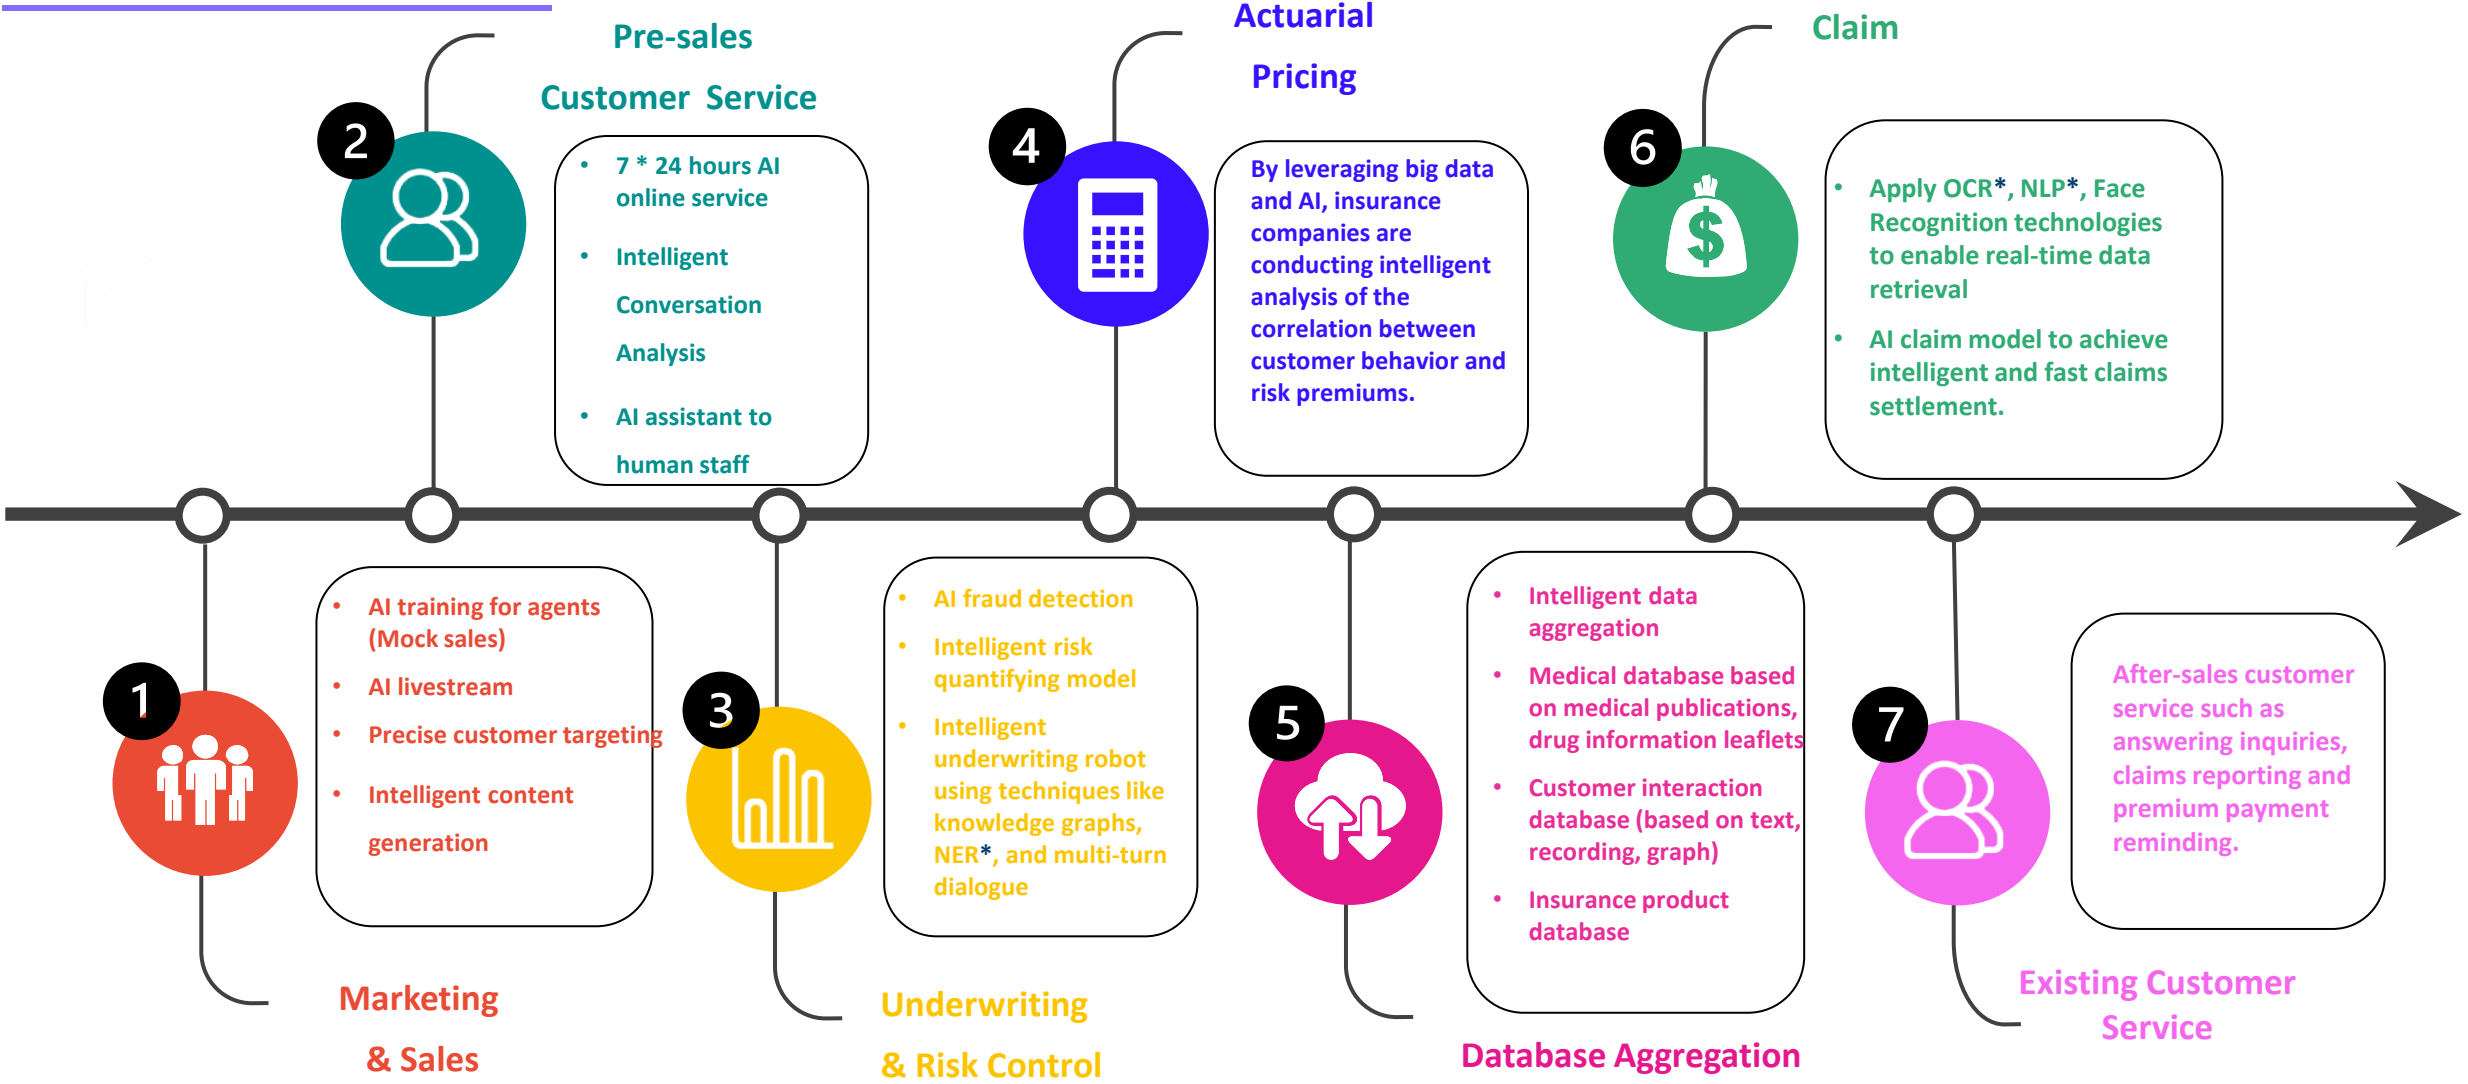 Pre-sales
Customer Service
2
• 7 * 24 hours AI
online service
• Intelligent
Conversation
Analysis
• AI assistant to
human staff
Actuarial
Pricing
4
By leveraging big data
and AI, insurance
companies are
conducting intelligent
analysis of the
correlation between
customer behavior and
risk premiums.
Claim
6
• Apply OCR*, NLP*, Face
Recognition technologies
to enable real-time data
retrieval
• AI claim model to achieve
intelligent and fast claims
settlement.
1
• AI training for agents
(Mock sales)
• AI livestream
• Precise customer targeting
• Intelligent content
generation
Marketing
& Sales
3
• AI fraud detection
• Intelligent risk
quantifying model
• Intelligent
underwriting robot
using techniques like
knowledge graphs,
NER*, and multi-turn
dialogue
Underwriting
& Risk Control
5
• Intelligent data
aggregation
• Medical database based
on medical publications,
drug information leaflets
• Customer interaction
database (based on text,
recording, graph)
• Insurance product
database
Database Aggregation
7
After-sales customer
service such as
answering inquiries,
claims reporting and
premium payment
reminding.
Existing Customer
Service